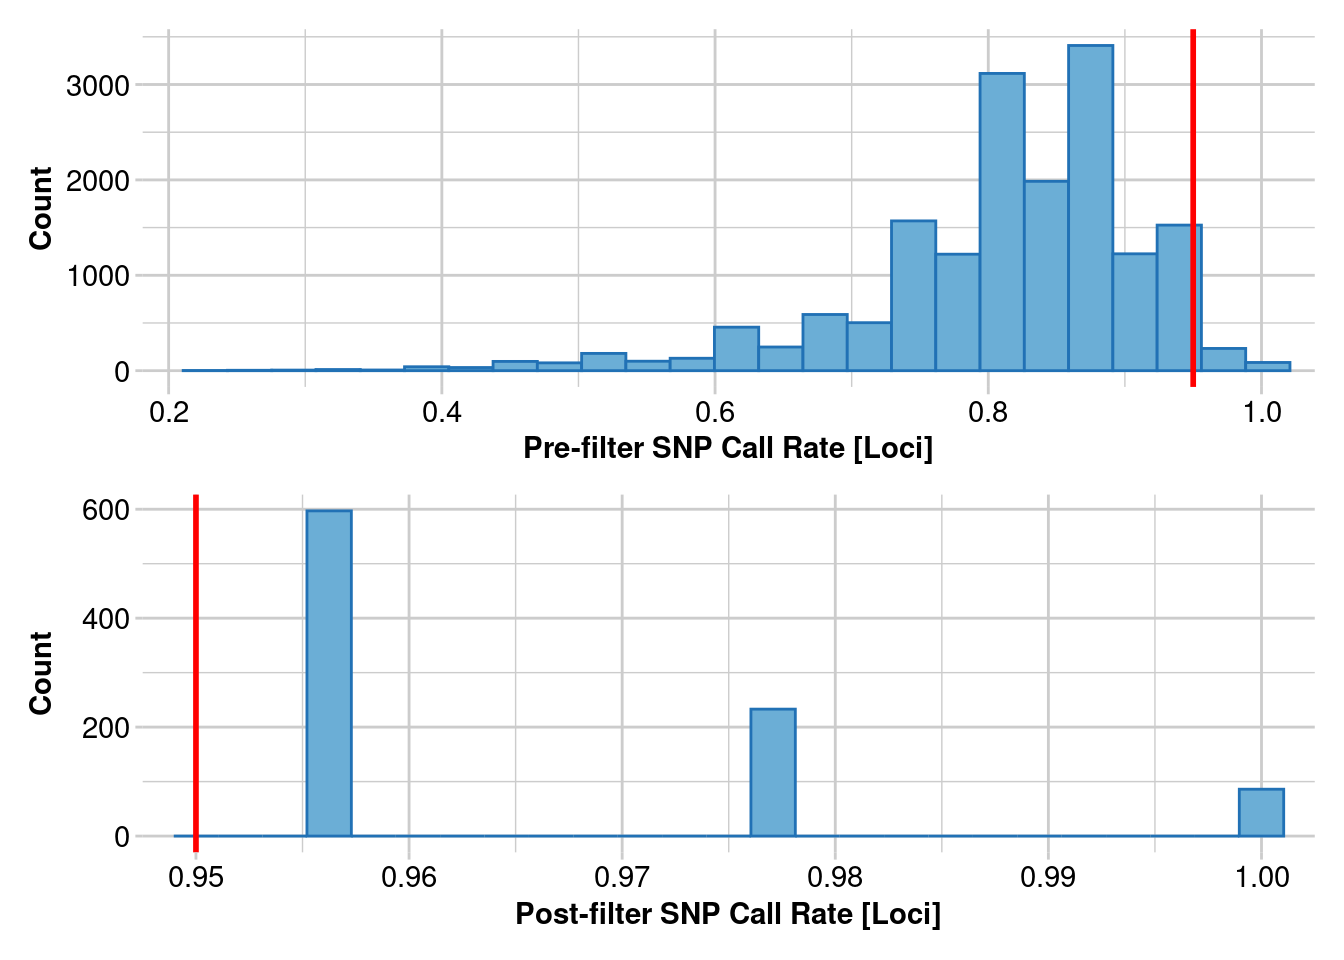 3000
2000
1000
0
Count
0.2 0.4 0.6 0.8 1.0
Pre-filter SNP Call Rate [Loci]
600
400
200
0
Count
0.95 0.96 0.97 0.98 0.99 1.00
Post-filter SNP Call Rate [Loci]